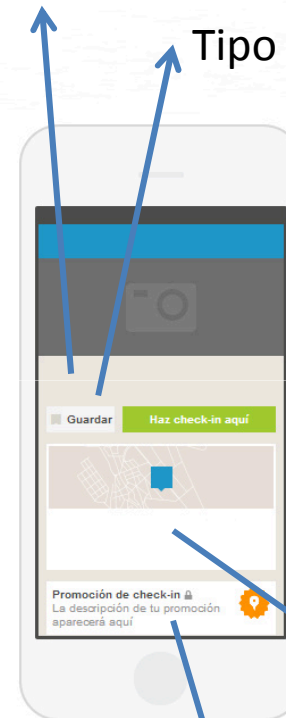 Tipo
Guardar
Haz check-in aquí
Promoción de check-in
La descripción de tu promoción
aparecerá aquí